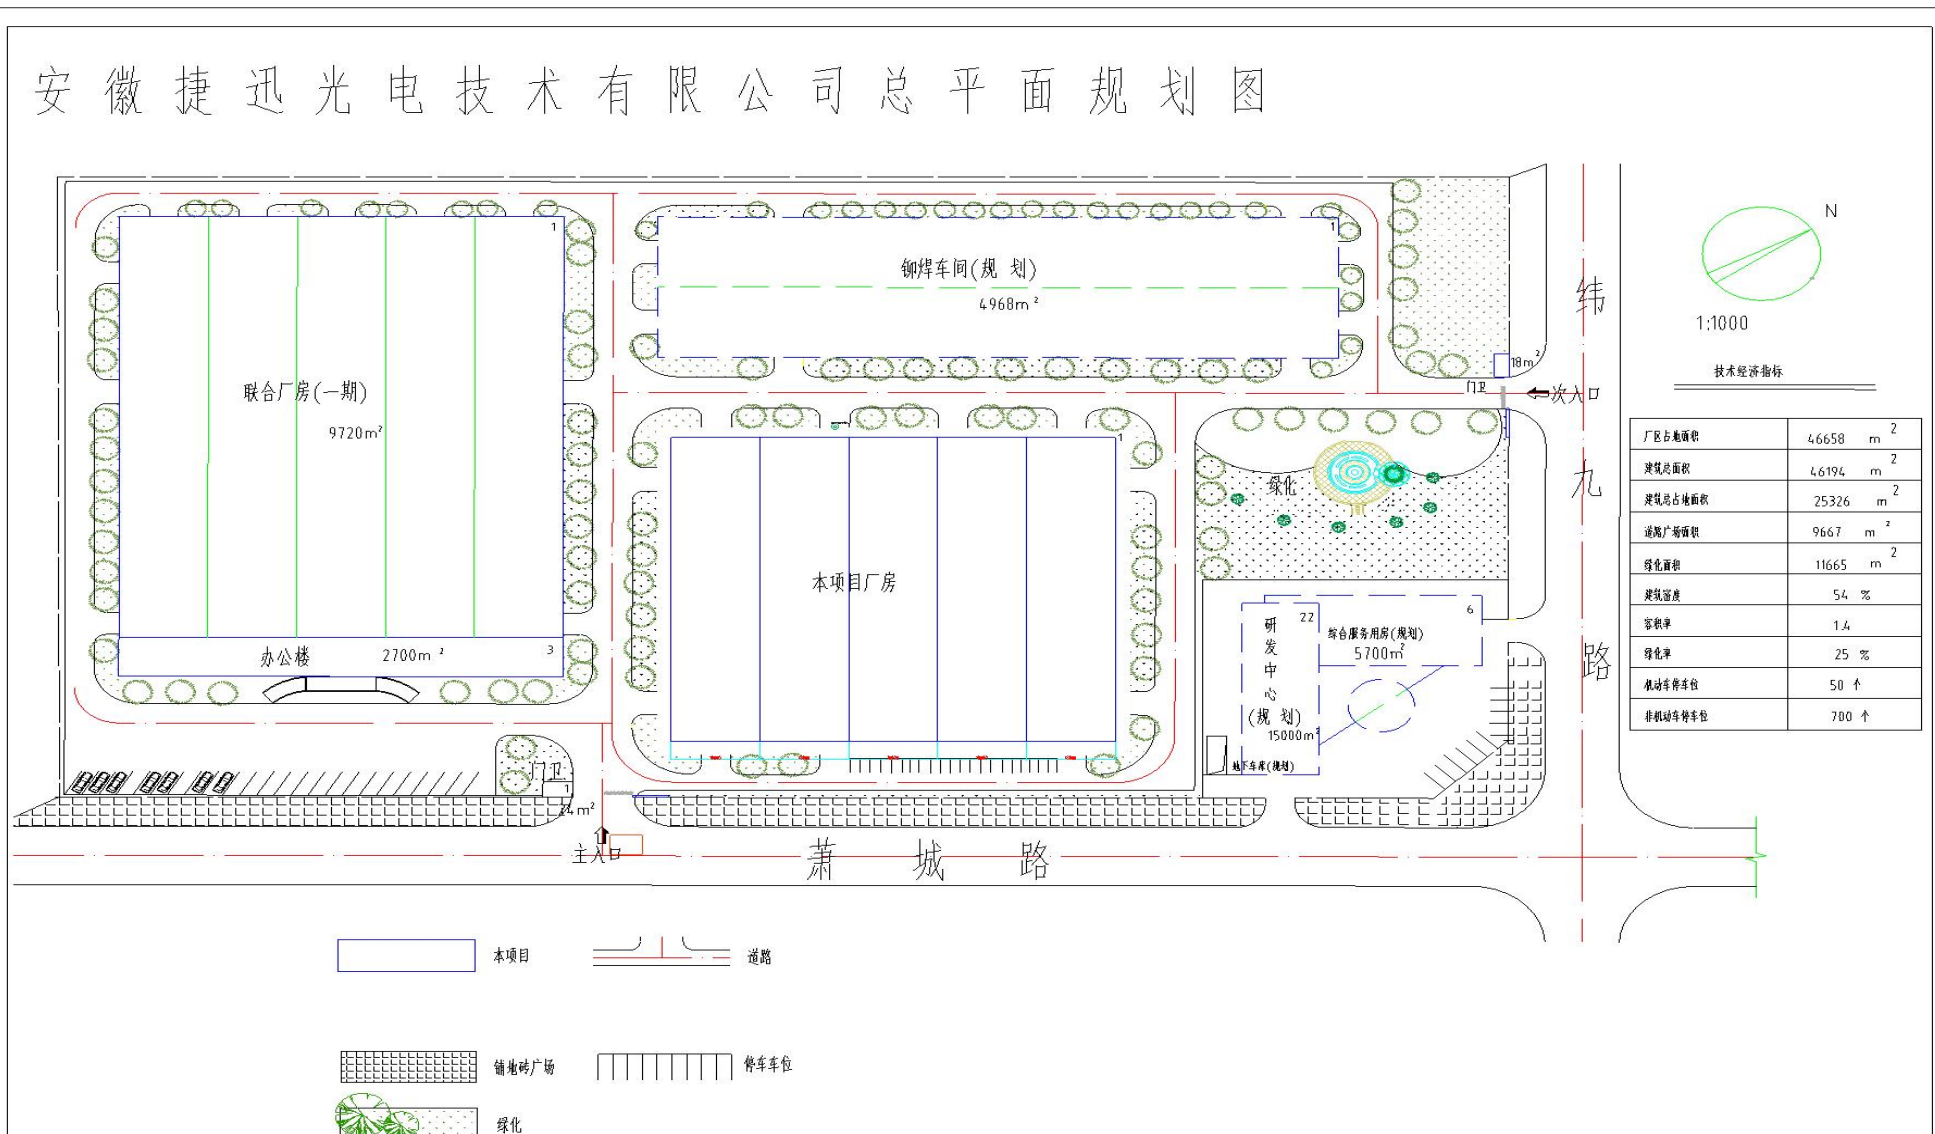 安徽捷迅光电技术有限公司总平面规划图
N
1:1000
技术经济指标
厂区占地面积 46658 m²
建筑总面积 46194 m²
建筑总占地面积 25326 m²
道路广场面积 9667 m²
绿化面积 11665 m²
建筑密度 54 %
容积率 1.4
绿化率 25 %
机动车停车位 50 个
非机动车停车位 700 个
1
联合厂房(一期)
9720m²
办公楼 2700m² 3
1
铆焊车间(规 划)
4968m²
18m²
门卫
次入口
纬九路
1
本项目厂房
绿化
22
研发中心
(规 划)
15000m²
6
综合服务用房(规划)
5700m²
地下车库(规划)
门卫
1
24m²
主入口
萧城路
本项目
道路
铺地砖广场
停车车位
绿化